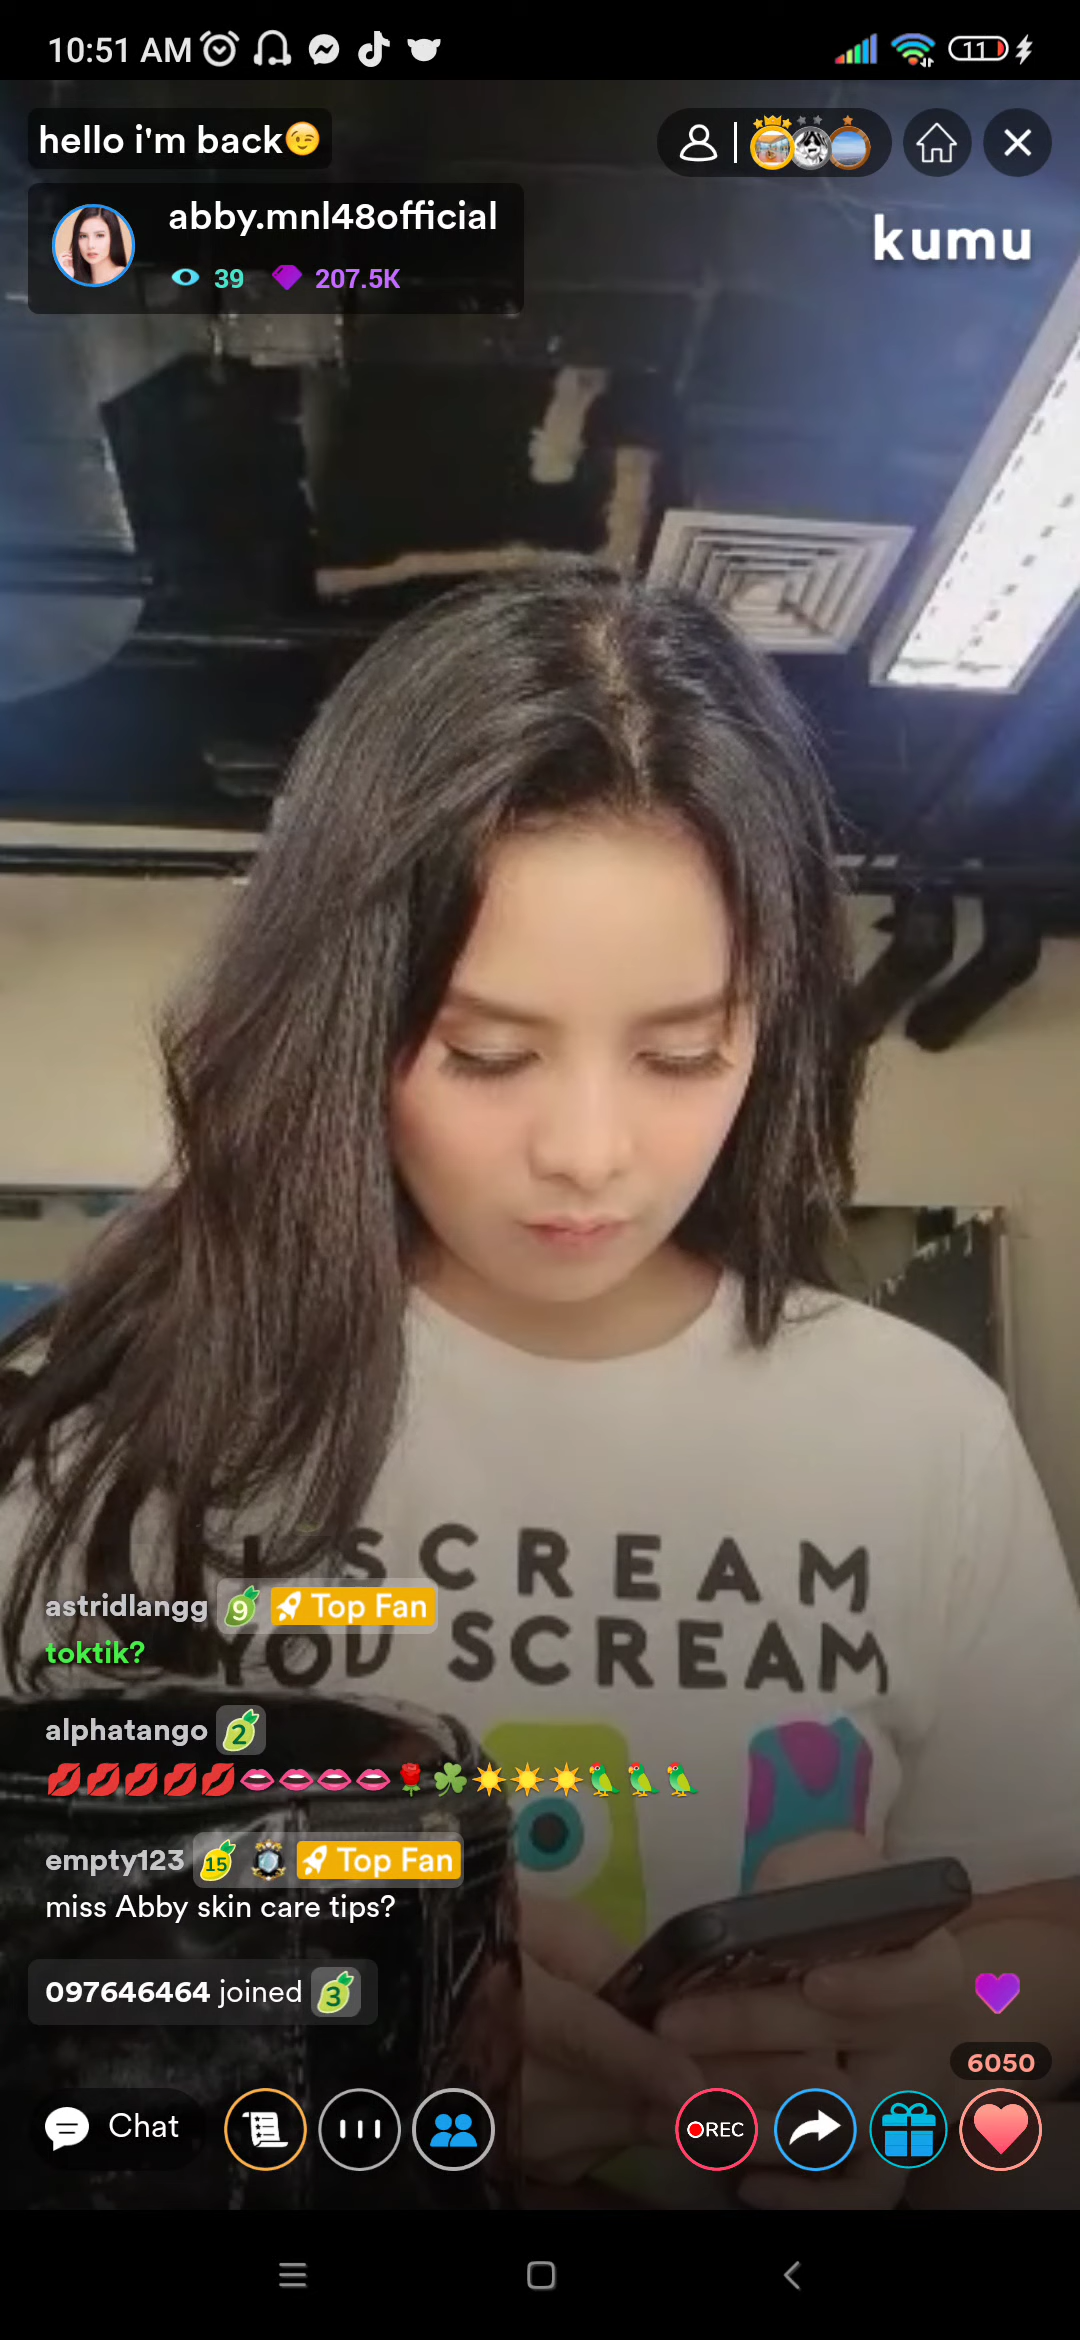 10:51 AM
11
hello i'm back😉
abby.mnl48official
39 207.5K
kumu
I SCREAM
YOU SCREAM
astridlangg 9 Top Fan
toktik?
alphatango 2
💋💋💋💋💋👄👄👄👄🌹☘️☀️☀️☀️🦜🦜🦜
empty123 15 Top Fan
miss Abby skin care tips?
097646464 joined 3
6050
Chat
REC